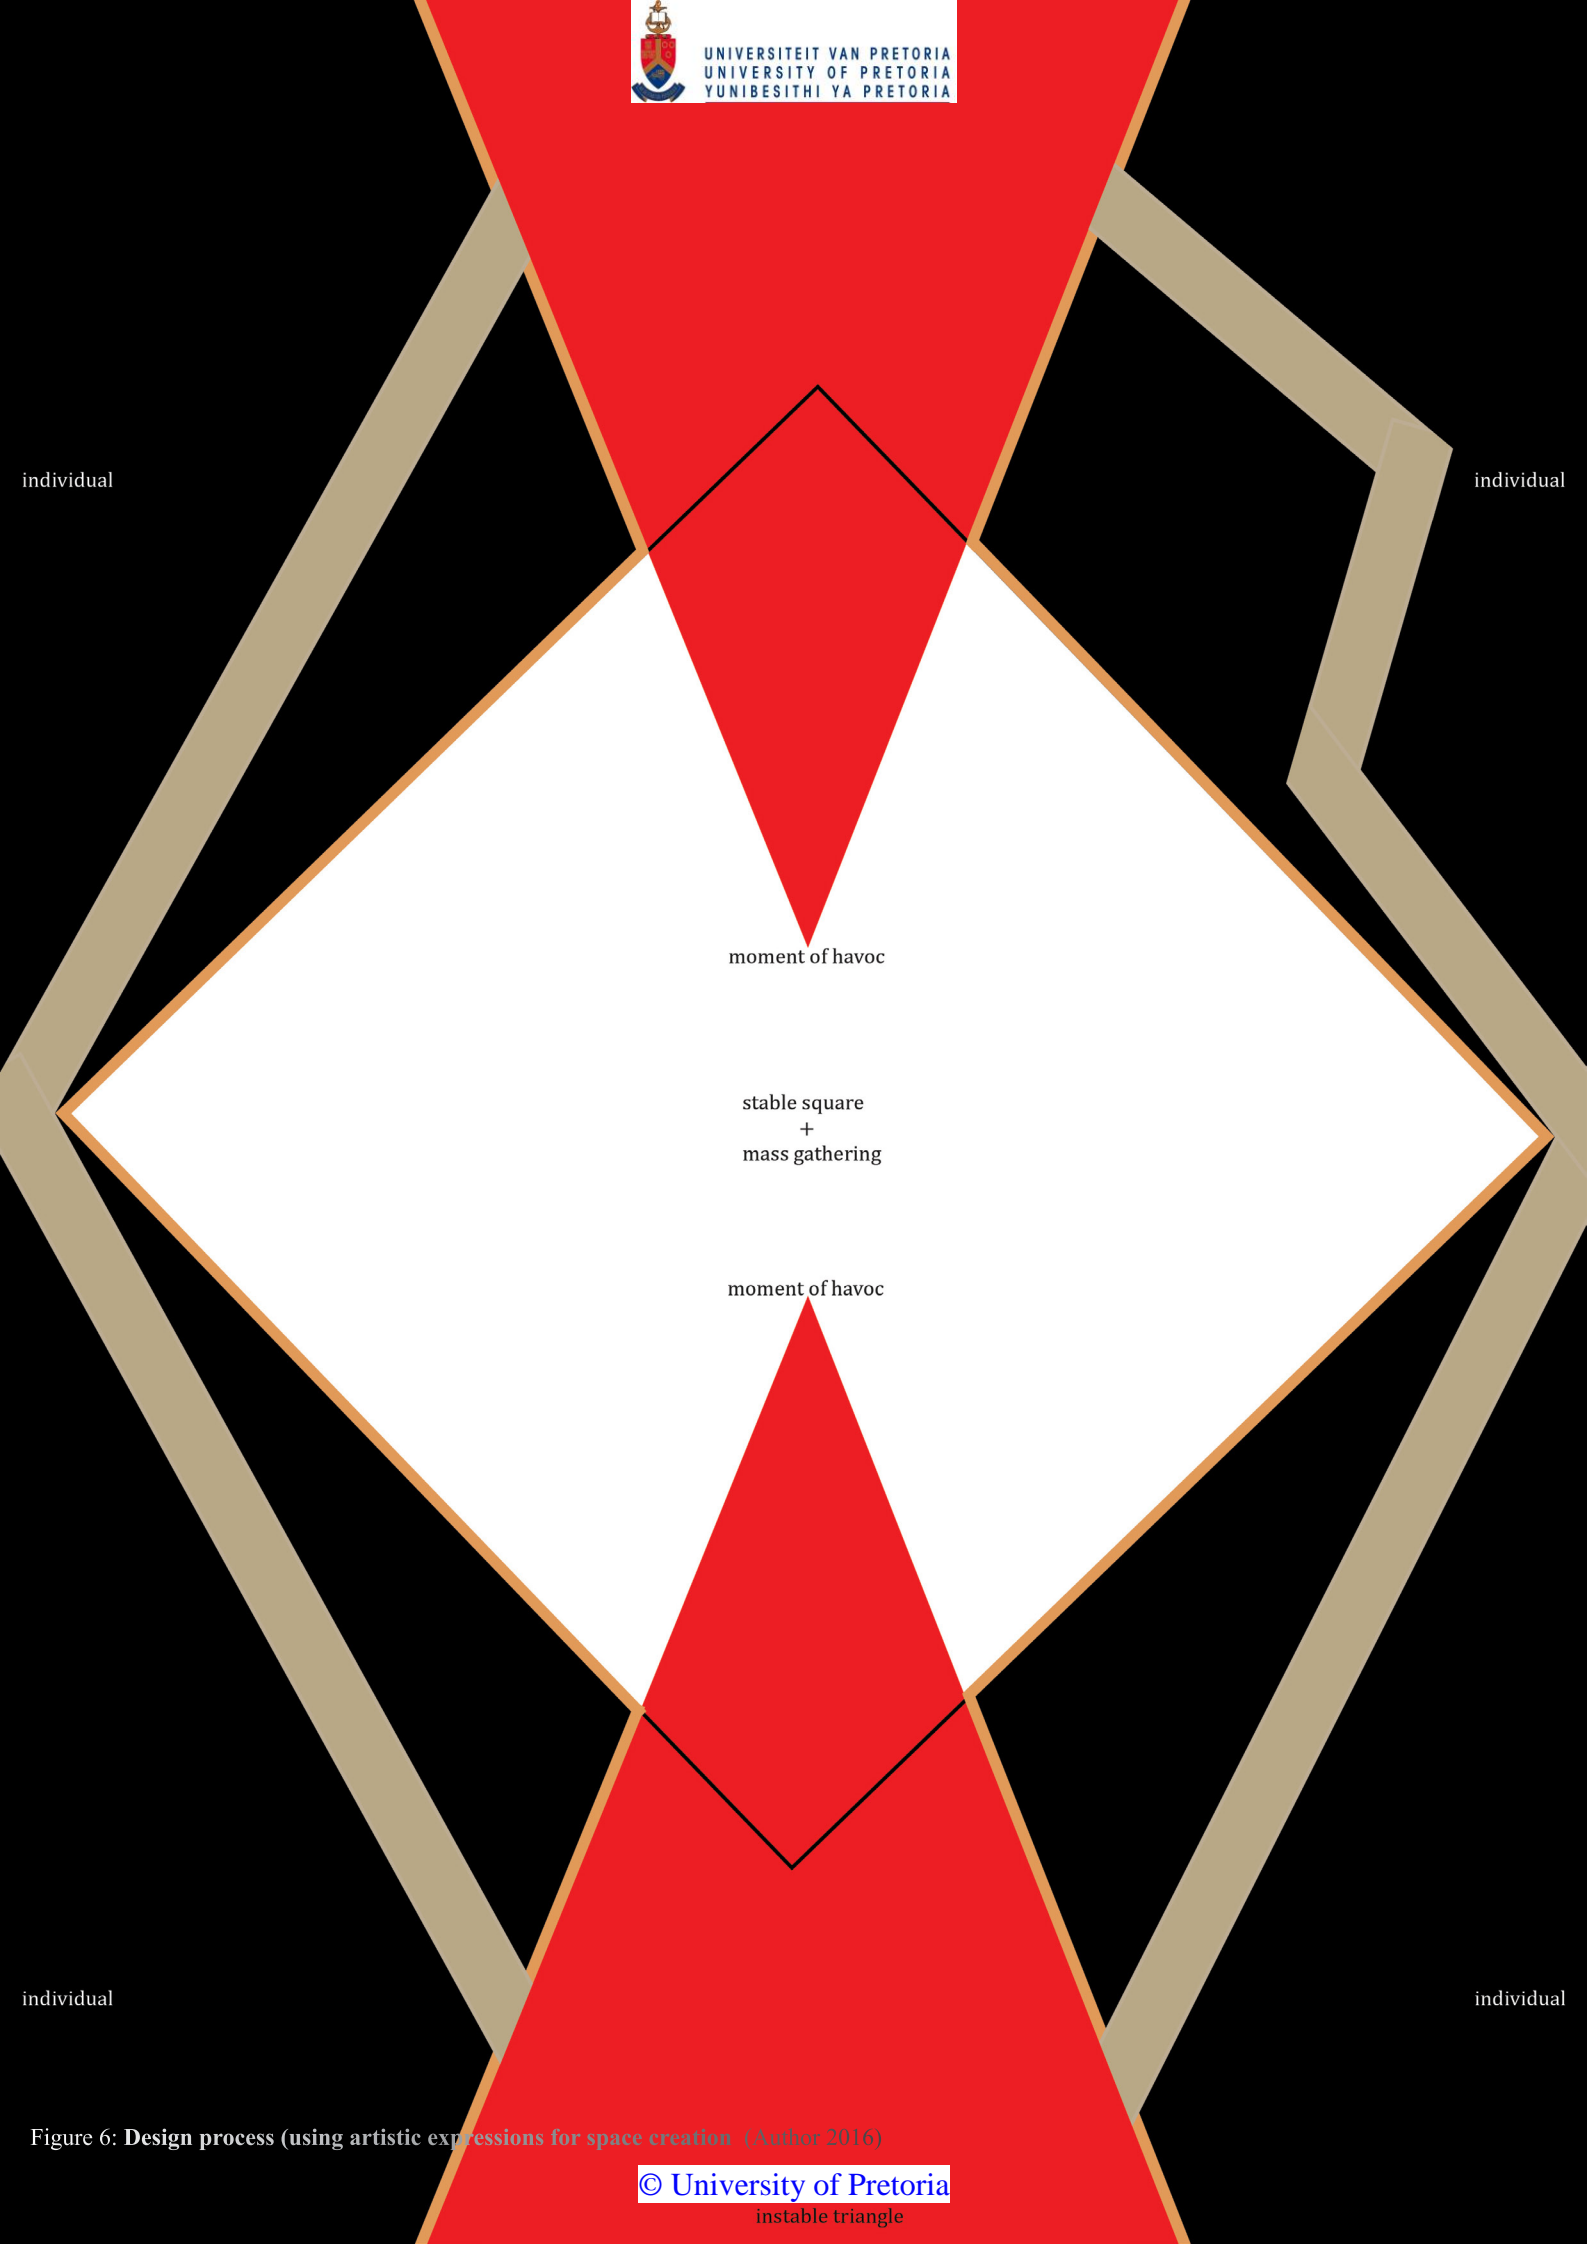 UNIVERSITEIT VAN PRETORIA
UNIVERSITY OF PRETORIA
YUNIBESITHI YA PRETORIA
individual
individual
moment of havoc
stable square
+
mass gathering
moment of havoc
individual
individual
Figure 6: Design process (using artistic expressions for space creation (Author 2016)
© University of Pretoria
instable triangle